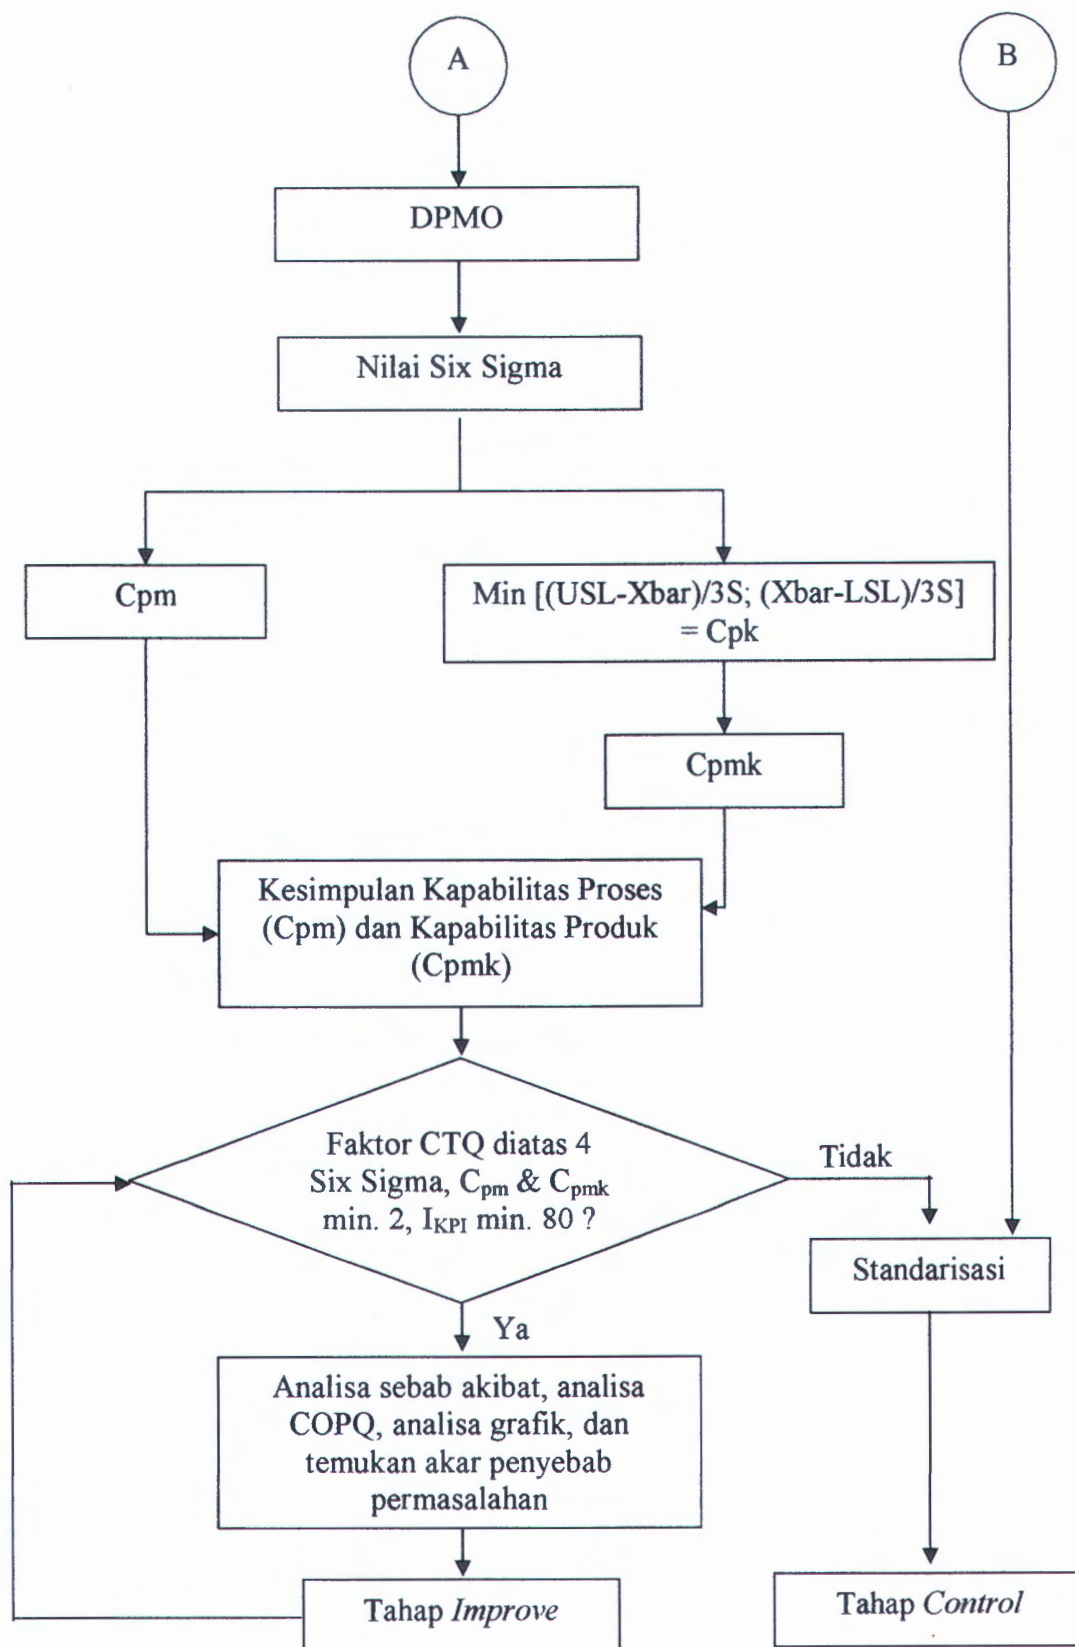 A
B
DPMO
Nilai Six Sigma
Cpm
Min [(USL-Xbar)/3S; (Xbar-LSL)/3S]
= Cpk
Cpmk
Kesimpulan Kapabilitas Proses
(Cpm) dan Kapabilitas Produk
(Cpmk)
Faktor CTQ diatas 4
Six Sigma, Cpm & Cpmk
min. 2, IKPI min. 80 ?
Tidak
Standarisasi
Ya
Analisa sebab akibat, analisa
COPQ, analisa grafik, dan
temukan akar penyebab
permasalahan
Tahap Improve
Tahap Control